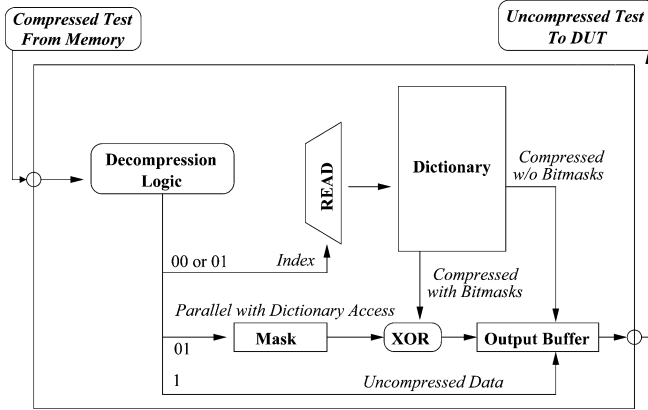 Compressed Test
From Memory
Uncompressed Test
To DUT
Decompression
Logic
READ
Dictionary
Compressed
w/o Bitmasks
00 or 01
Index
Compressed
with Bitmasks
Parallel with Dictionary Access
01
Mask
XOR
Output Buffer
1
Uncompressed Data